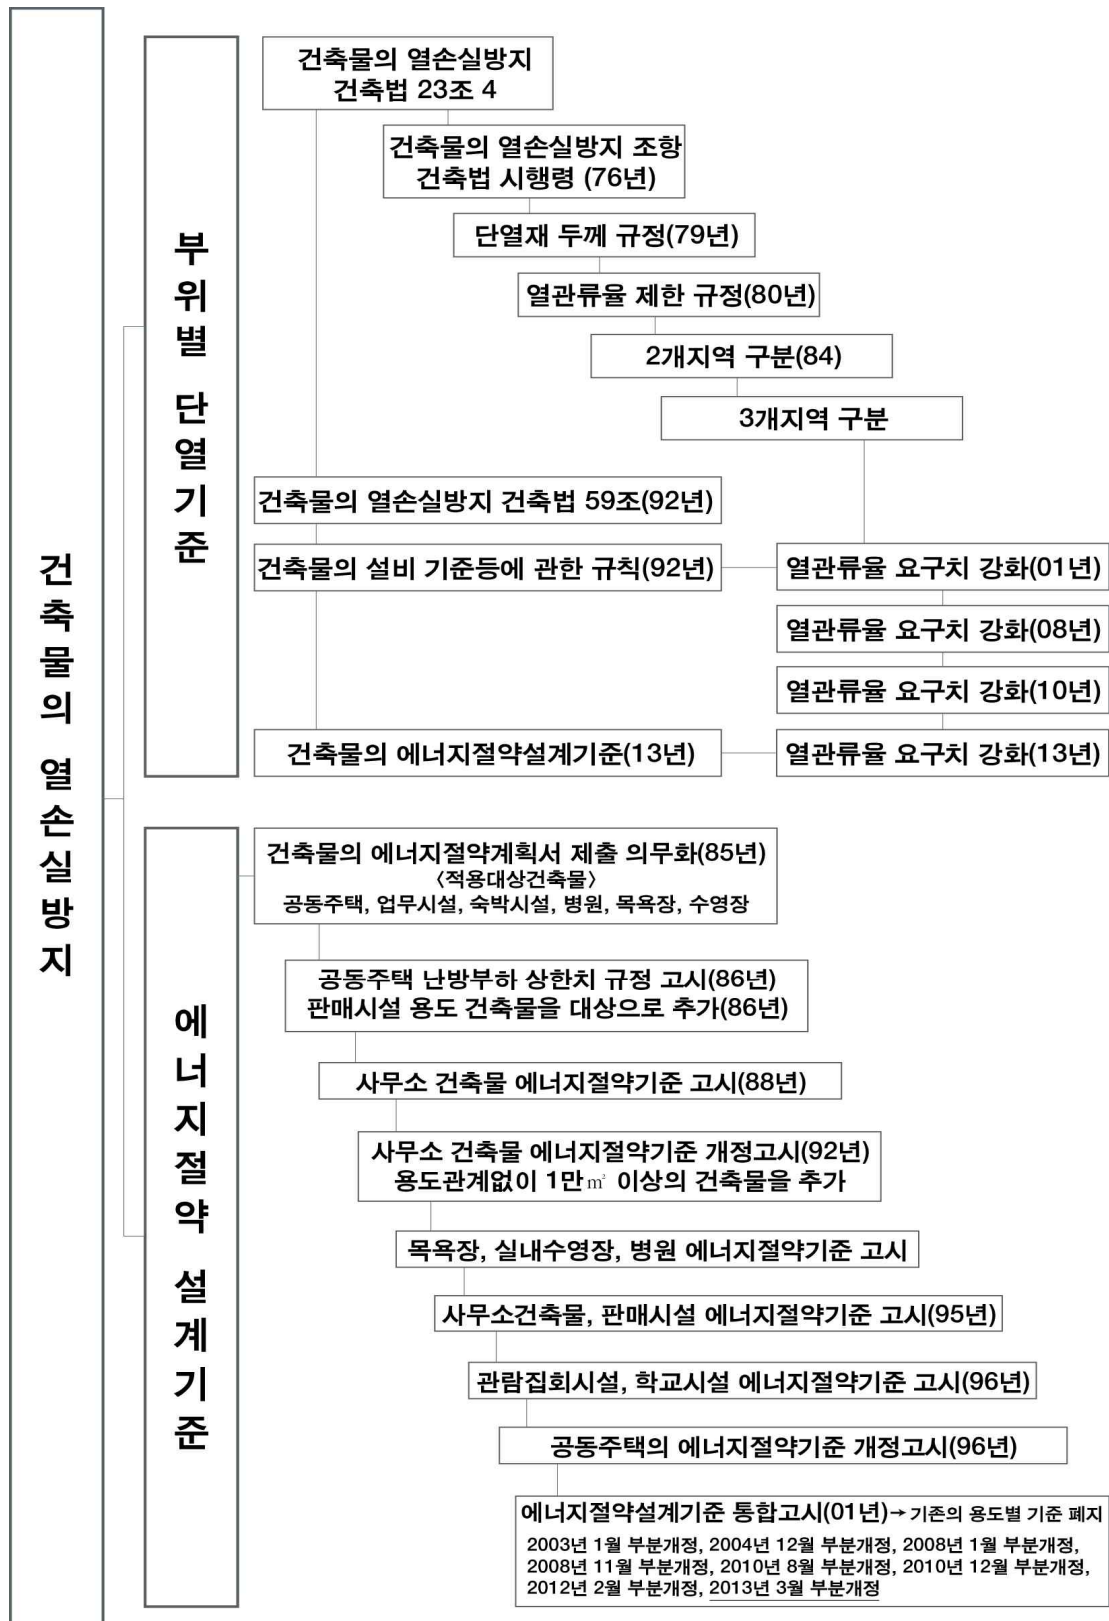 건축물의 열손실방지
부위별 단열기준
건축물의 열손실방지
건축법 23조 4
건축물의 열손실방지 조항
건축법 시행령 (76년)
단열재 두께 규정(79년)
열관류율 제한 규정(80년)
2개지역 구분(84)
3개지역 구분
건축물의 열손실방지 건축법 59조(92년)
건축물의 설비 기준등에 관한 규칙(92년)
열관류율 요구치 강화(01년)
열관류율 요구치 강화(08년)
열관류율 요구치 강화(10년)
건축물의 에너지절약설계기준(13년)
열관류율 요구치 강화(13년)
에너지절약 설계기준
건축물의 에너지절약계획서 제출 의무화(85년)
〈적용대상건축물〉
공동주택, 업무시설, 숙박시설, 병원, 목욕장, 수영장
공동주택 난방부하 상한치 규정 고시(86년)
판매시설 용도 건축물을 대상으로 추가(86년)
사무소 건축물 에너지절약기준 고시(88년)
사무소 건축물 에너지절약기준 개정고시(92년)
용도관계없이 1만㎡ 이상의 건축물을 추가
목욕장, 실내수영장, 병원 에너지절약기준 고시
사무소건축물, 판매시설 에너지절약기준 고시(95년)
관람집회시설, 학교시설 에너지절약기준 고시(96년)
공동주택의 에너지절약기준 개정고시(96년)
에너지절약설계기준 통합고시(01년)→ 기존의 용도별 기준 폐지
2003년 1월 부분개정, 2004년 12월 부분개정, 2008년 1월 부분개정,
2008년 11월 부분개정, 2010년 8월 부분개정, 2010년 12월 부분개정,
2012년 2월 부분개정, 2013년 3월 부분개정